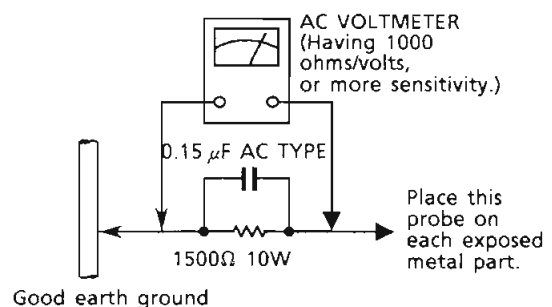 AC VOLTMETER
(Having 1000
ohms/volts,
or more sensitivity.)
0.15 μF AC TYPE
Place this
probe on
each exposed
metal part.
1500Ω 10W
Good earth ground